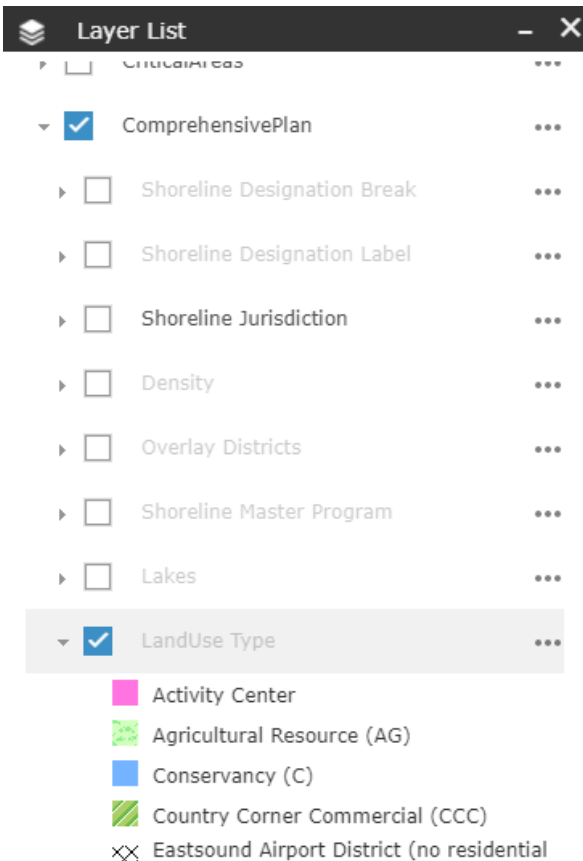 Layer List
CriticalAreas
ComprehensivePlan
Shoreline Designation Break
Shoreline Designation Label
Shoreline Jurisdiction
Density
Overlay Districts
Shoreline Master Program
Lakes
LandUse Type
Activity Center
Agricultural Resource (AG)
Conservancy (C)
Country Corner Commercial (CCC)
Eastsound Airport District (no residential